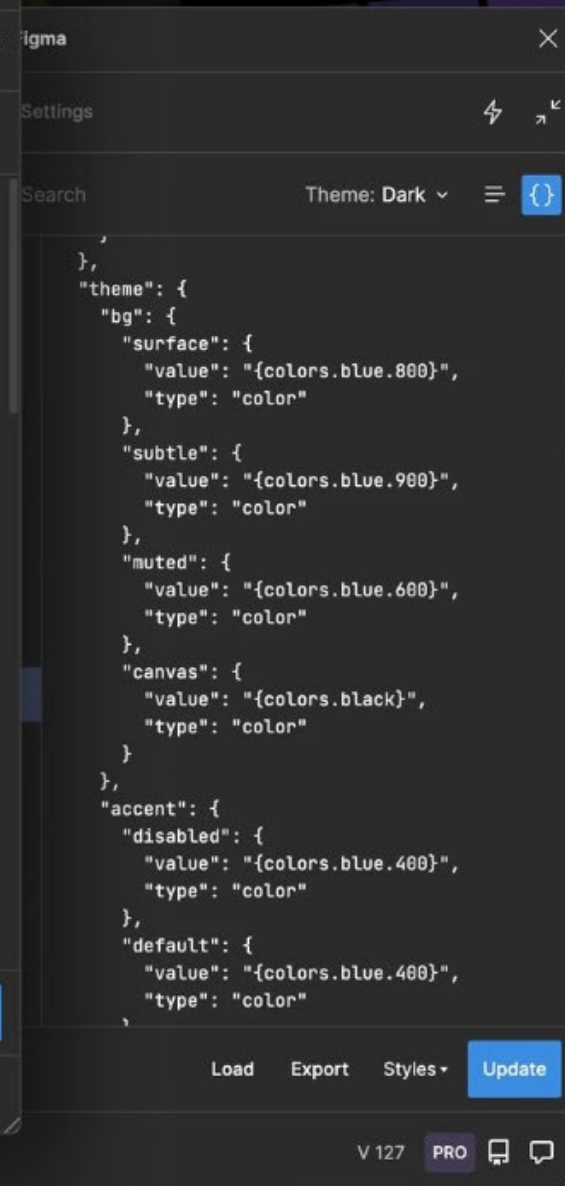 Figma
Settings
Search
Theme: Dark
{}
},
"theme": {
"bg": {
"surface": {
"value": "{colors.blue.800}",
"type": "color"
},
"subtle": {
"value": "{colors.blue.900}",
"type": "color"
},
"muted": {
"value": "{colors.blue.600}",
"type": "color"
},
"canvas": {
"value": "{colors.black}",
"type": "color"
}
},
"accent": {
"disabled": {
"value": "{colors.blue.400}",
"type": "color"
},
"default": {
"value": "{colors.blue.400}",
"type": "color"
Load Export Styles Update
V 127 PRO